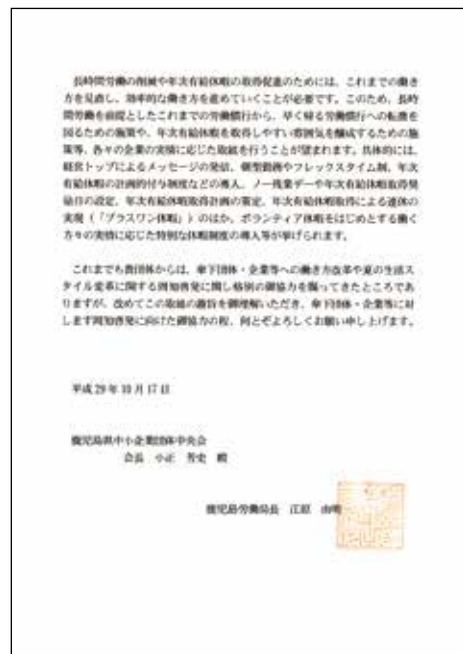 長時間労働の削減や年次有給休暇の取得促進のためには、これまでの働き
方を見直し、効率的な働き方を進めていくことが必要です。このため、長時
間労働を前提としたこれまでの労働慣行から、早く帰る労働慣行への転換を
図るための施策や、年次有給休暇を取得しやすい雰囲気を醸成するための施
策等、各々の企業の実情に応じた取組を行うことが望まれます。具体的には、
経営トップによるメッセージの発信、朝型勤務やフレックスタイム制、年次
有給休暇の計画的付与制度などの導入、ノー残業デーや年次有給休暇取得奨
励日の設定、年次有給休暇取得計画の策定、年次有給休暇取得による連休の
実現(「プラスワン休暇」)のほか、ボランティア休暇をはじめとする働く
方々の実情に応じた特別な休暇制度の導入等が挙げられます。
これまでも貴団体からは、傘下団体・企業等への働き方改革や夏の生活ス
タイル変革に関する周知啓発に関し格別の御協力を賜ってきたところであ
りますが、改めてこの取組の趣旨を御理解いただき、傘下団体・企業等に対
します周知啓発に向けた御協力の程、何とぞよろしくお願い申し上げます。
平成29年10月17日
鹿児島県中小企業団体中央会
会長 小正 芳史 殿
鹿児島労働局長 江原 由明